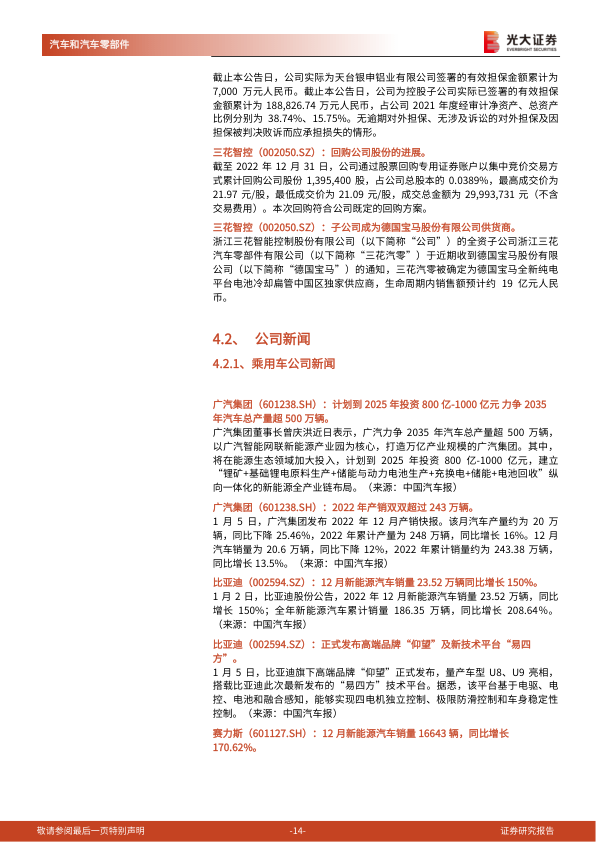 汽车和汽车零部件
光大证券
EVERBRIGHT SECURITIES
截止本公告日，公司实际为天台银申铝业有限公司签署的有效担保金额累计为
7,000 万元人民币。截止本公告日，公司为控股子公司实际已签署的有效担保
金额累计为 188,826.74 万元人民币，占公司 2021 年度经审计净资产、总资产
比例分别为 38.74%、15.75%。无逾期对外担保、无涉及诉讼的对外担保及因
担保被判决败诉而应承担损失的情形。
三花智控（002050.SZ）：回购公司股份的进展。
截至 2022 年 12 月 31 日，公司通过股票回购专用证券账户以集中竞价交易方
式累计回购公司股份 1,395,400 股，占公司总股本的 0.0389%，最高成交价为
21.97 元/股，最低成交价为 21.09 元/股，成交总金额为 29,993,731 元（不含
交易费用）。本次回购符合公司既定的回购方案。
三花智控（002050.SZ）：子公司成为德国宝马股份有限公司供货商。
浙江三花智能控制股份有限公司（以下简称“公司”）的全资子公司浙江三花
汽车零部件有限公司（以下简称“三花汽零”）于近期收到德国宝马股份有限
公司（以下简称“德国宝马”）的通知，三花汽零被确定为德国宝马全新纯电
平台电池冷却扁管中国区独家供应商，生命周期内销售额预计约 19 亿元人民
币。
4.2、 公司新闻
4.2.1、乘用车公司新闻
广汽集团（601238.SH）：计划到 2025 年投资 800 亿-1000 亿元 力争 2035
年汽车总产量超 500 万辆。
广汽集团董事长曾庆洪近日表示，广汽力争 2035 年汽车总产量超 500 万辆，
以广汽智能网联新能源产业园为核心，打造万亿产业规模的广汽集团。其中，
将在能源生态领域加大投入，计划到 2025 年投资 800 亿-1000 亿元，建立
“锂矿+基础锂电原料生产+储能与动力电池生产+充换电+储能+电池回收”纵
向一体化的新能源全产业链布局。（来源：中国汽车报）
广汽集团（601238.SH）：2022 年产销双双超过 243 万辆。
1 月 5 日，广汽集团发布 2022 年 12 月产销快报。该月汽车产量约为 20 万
辆，同比下降 25.46%，2022 年累计产量为 248 万辆，同比增长 16%。12 月
汽车销量为 20.6 万辆，同比下降 12%，2022 年累计销量约为 243.38 万辆，
同比增长 13.5%。（来源：中国汽车报）
比亚迪（002594.SZ）：12 月新能源汽车销量 23.52 万辆同比增长 150%。
1 月 2 日，比亚迪股份公告，2022 年 12 月新能源汽车销量 23.52 万辆，同比
增长 150%；全年新能源汽车累计销量 186.35 万辆，同比增长 208.64%。
（来源：中国汽车报）
比亚迪（002594.SZ）：正式发布高端品牌“仰望”及新技术平台“易四
方”。
1 月 5 日，比亚迪旗下高端品牌“仰望”正式发布，量产车型 U8、U9 亮相，
搭载比亚迪此次最新发布的“易四方”技术平台。据悉，该平台基于电驱、电
控、电池和融合感知，能够实现四电机独立控制、极限防滑控制和车身稳定性
控制。（来源：中国汽车报）
赛力斯（601127.SH）：12 月新能源汽车销量 16643 辆，同比增长
170.62%。
敬请参阅最后一页特别声明
-14-
证券研究报告